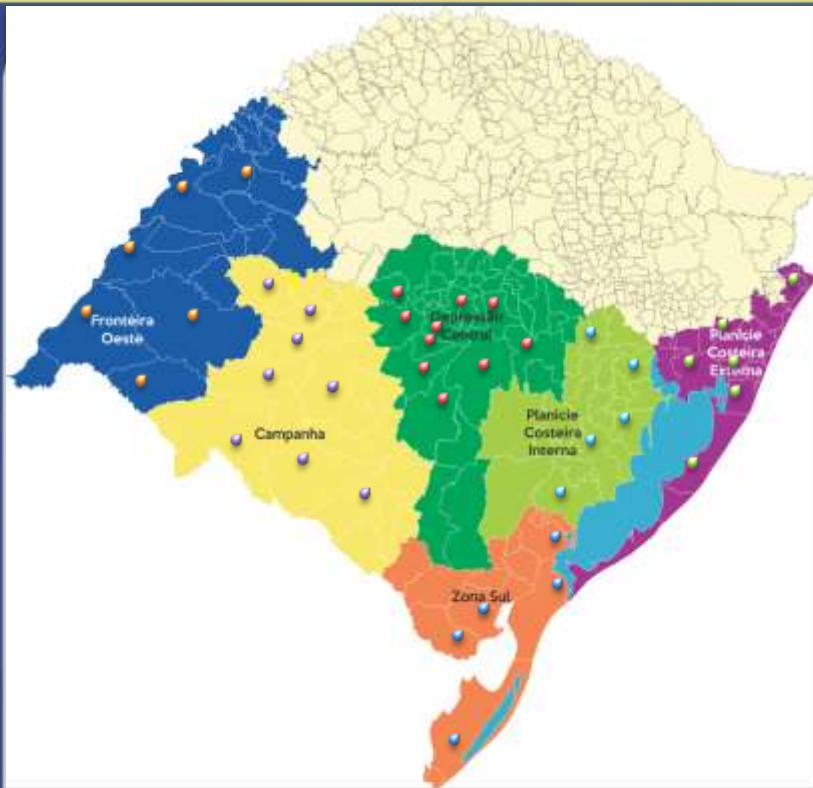 Fronteira
Oeste
Campanha
Depressão
Central
Planície
Costeira
Interna
Planície
Costeira
Externa
Zona Sul